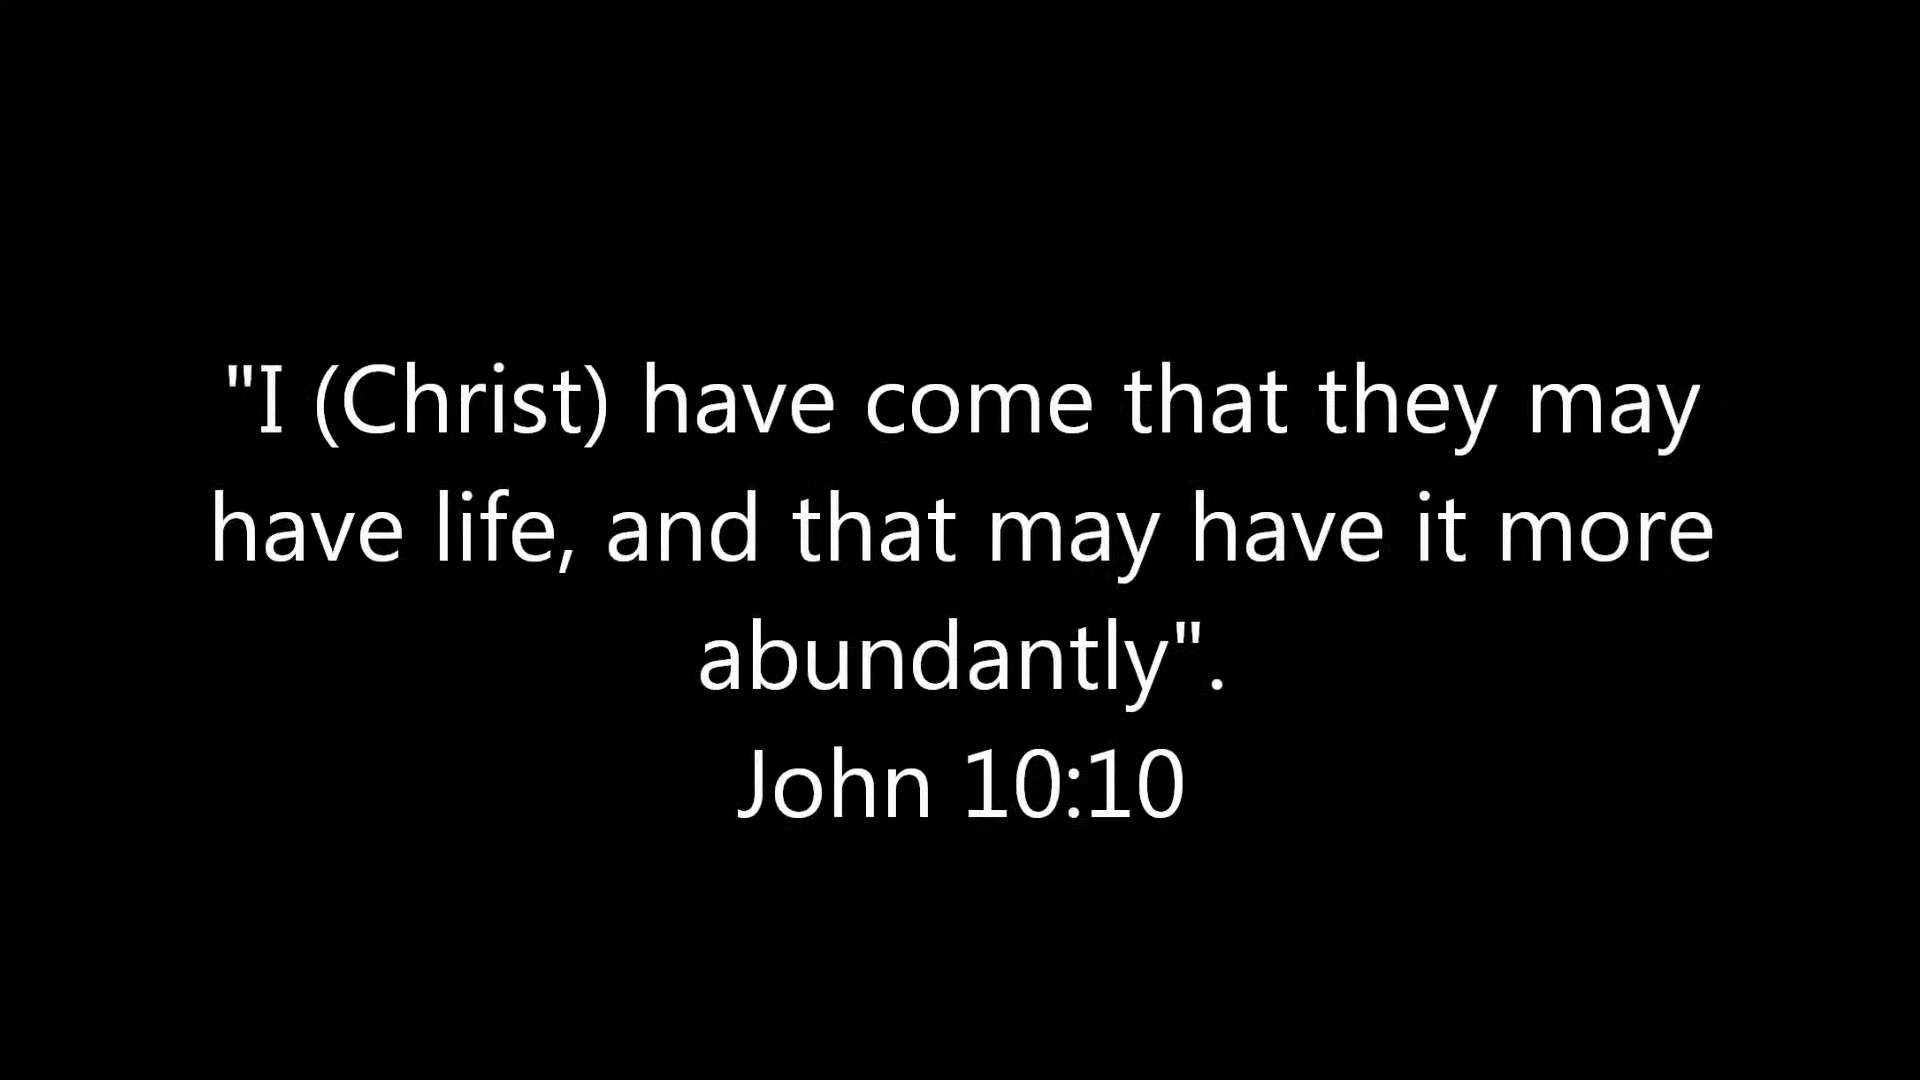 "I (Christ) have come that they may
have life, and that may have it more
abundantly".
John 10:10